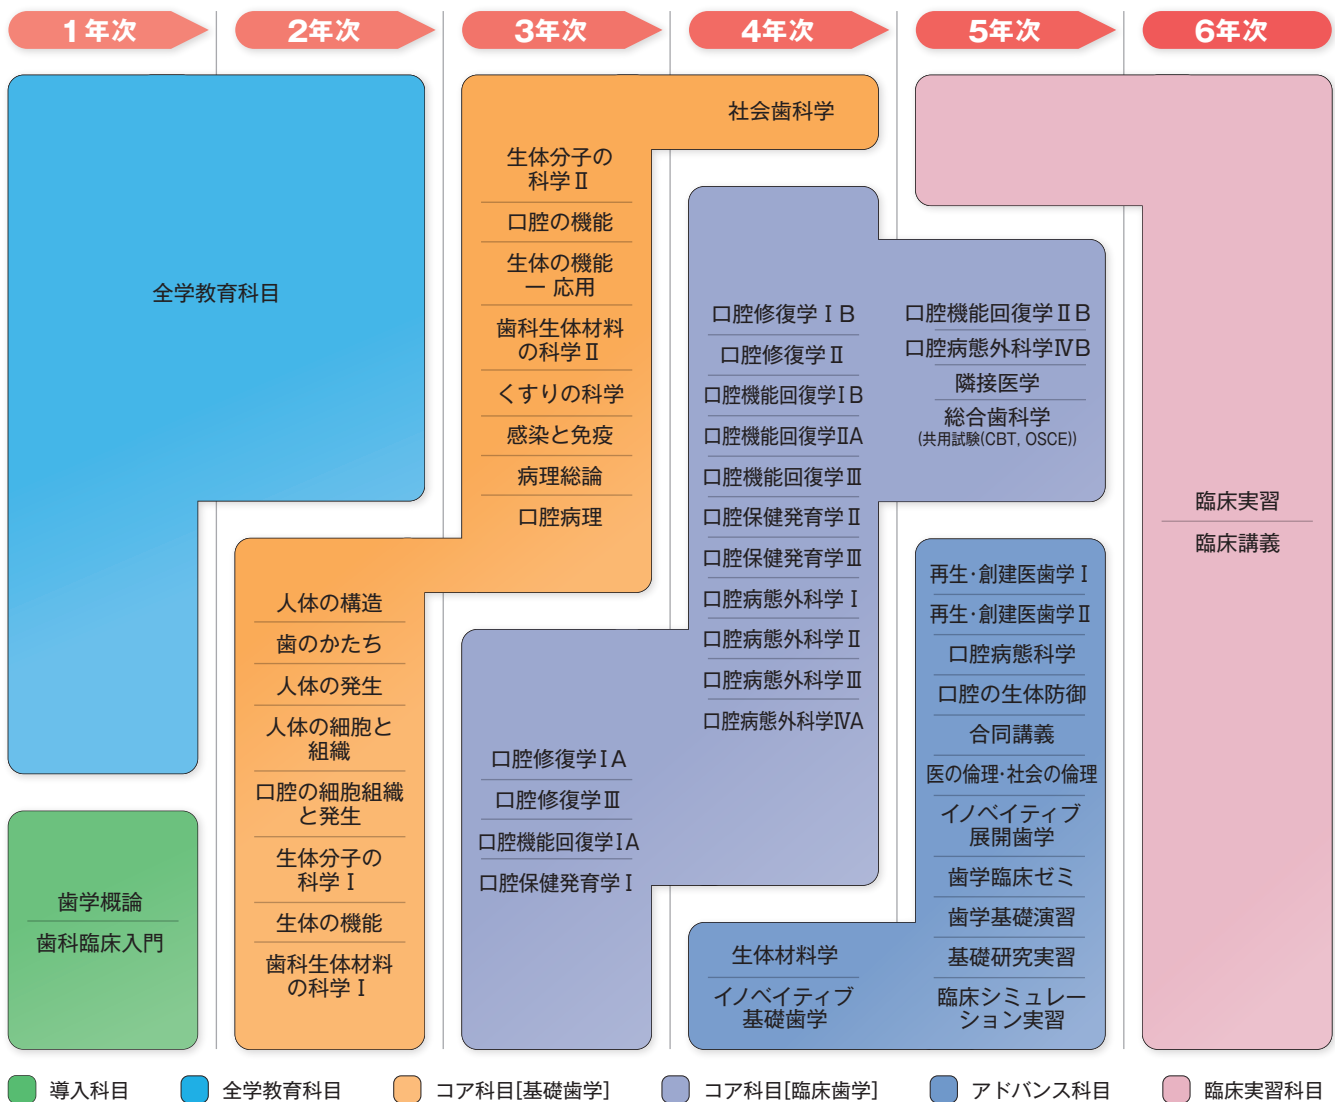 1年次
2年次
3年次
4年次
5年次
6年次
全学教育科目
歯学概論
歯科臨床入門
人体の構造
歯のかたち
人体の発生
人体の細胞と
組織
口腔の細胞組織
と発生
生体分子の
科学Ⅰ
生体の機能
歯科生体材料
の科学Ⅰ
社会歯科学
生体分子の
科学Ⅱ
口腔の機能
生体の機能
― 応用
歯科生体材料
の科学Ⅱ
くすりの科学
感染と免疫
病理総論
口腔病理
口腔修復学ⅠA
口腔修復学Ⅲ
口腔機能回復学ⅠA
口腔保健発育学Ⅰ
口腔修復学ⅠB
口腔修復学Ⅱ
口腔機能回復学ⅠB
口腔機能回復学ⅡA
口腔機能回復学Ⅲ
口腔保健発育学Ⅱ
口腔保健発育学Ⅲ
口腔病態外科学Ⅰ
口腔病態外科学Ⅱ
口腔病態外科学Ⅲ
口腔病態外科学ⅣA
口腔機能回復学ⅡB
口腔病態外科学ⅣB
隣接医学
総合歯科学
(共用試験(CBT, OSCE))
生体材料学
イノベイティブ
基礎歯学
再生・創建医歯学Ⅰ
再生・創建医歯学Ⅱ
口腔病態科学
口腔の生体防御
合同講義
医の倫理・社会の倫理
イノベイティブ
展開歯学
歯学臨床ゼミ
歯学基礎演習
基礎研究実習
臨床シミュレー
ション実習
臨床実習
臨床講義
導入科目
全学教育科目
コア科目[基礎歯学]
コア科目[臨床歯学]
アドバンス科目
臨床実習科目